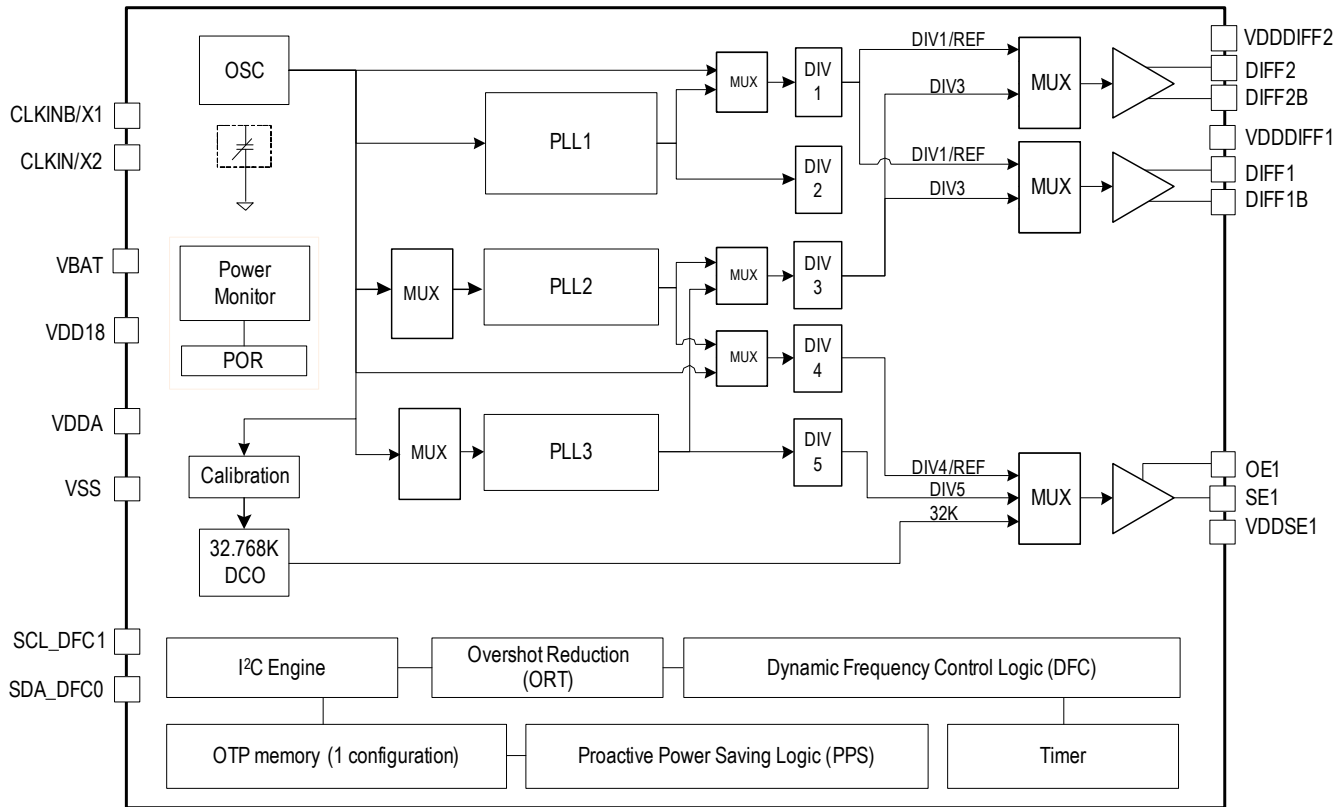 OSC
MUX
DIV
1
DIV1/REF
DIV3
MUX
VDDDIFF2
DIFF2
DIFF2B
CLKINB/X1
CLKIN/X2
PLL1
DIV
2
DIV1/REF
DIV3
MUX
VDDDIFF1
DIFF1
DIFF1B
VBAT
VDD18
Power
Monitor
POR
MUX
PLL2
MUX
DIV
3
MUX
DIV
4
VDDA
VSS
Calibration
32.768K
DCO
MUX
PLL3
DIV
5
DIV4/REF
DIV5
32K
MUX
OE1
SE1
VDDSE1
SCL_DFC1
SDA_DFC0
I²C Engine
Overshot Reduction
(ORT)
Dynamic Frequency Control Logic (DFC)
OTP memory (1 configuration)
Proactive Power Saving Logic (PPS)
Timer